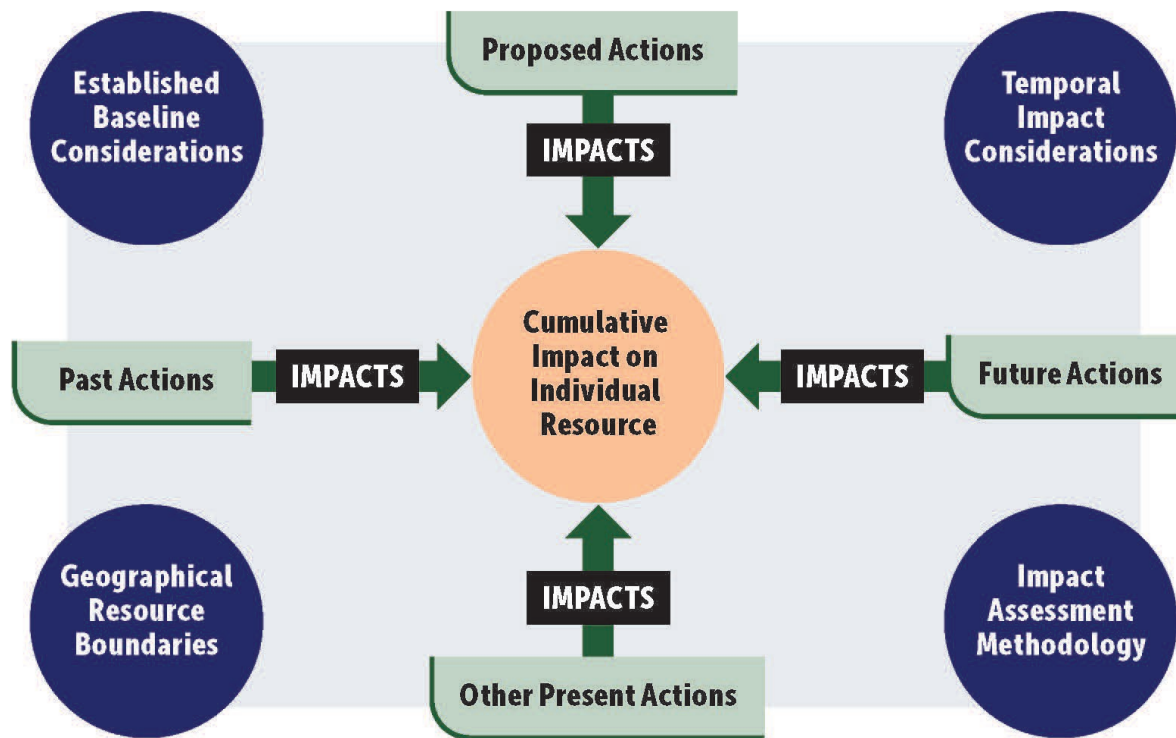 Established
Baseline
Considerations
Proposed Actions
Temporal
Impact
Considerations
IMPACTS
Past Actions
IMPACTS
Cumulative
Impact on
Individual
Resource
IMPACTS
Future Actions
Geographical
Resource
Boundaries
IMPACTS
Other Present Actions
Impact
Assessment
Methodology